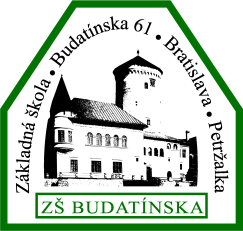 Základná škola • Budatínska 61 • Bratislava • Petržalka
ZŠ BUDATÍNSKA